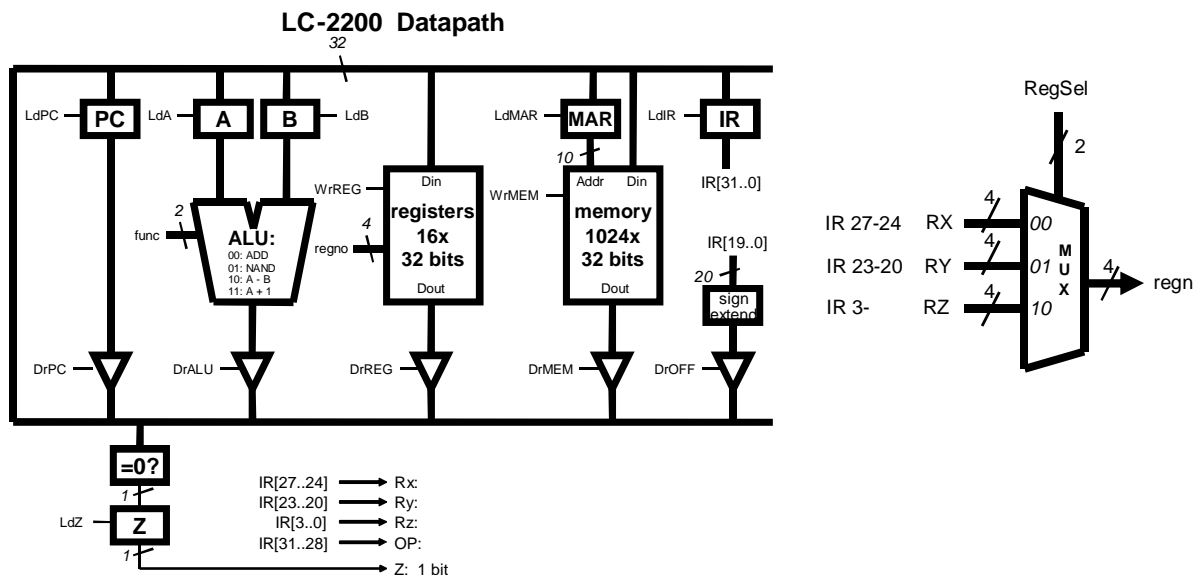 LC-2200 Datapath
32
LdPC
PC
LdA
A
B
LdB
LdMAR
MAR
LdIR
IR
10
IR[31..0]
WrREG
Din
registers
16x
32 bits
Dout
regno
4
func
2
ALU:
00: ADD
01: NAND
10: A - B
11: A + 1
WrMEM
Addr Din
memory
1024x
32 bits
Dout
IR[19..0]
20
sign
extend
DrPC
DrALU
DrREG
DrMEM
DrOFF
=0?
1
LdZ
Z
1
IR[27..24] Rx:
IR[23..20] Ry:
IR[3..0] Rz:
IR[31..28] OP:
Z: 1 bit
RegSel
2
IR 27-24 RX 4 00
IR 23-20 RY 4 01
IR 3- RZ 4 10
M
U
X
4
regn